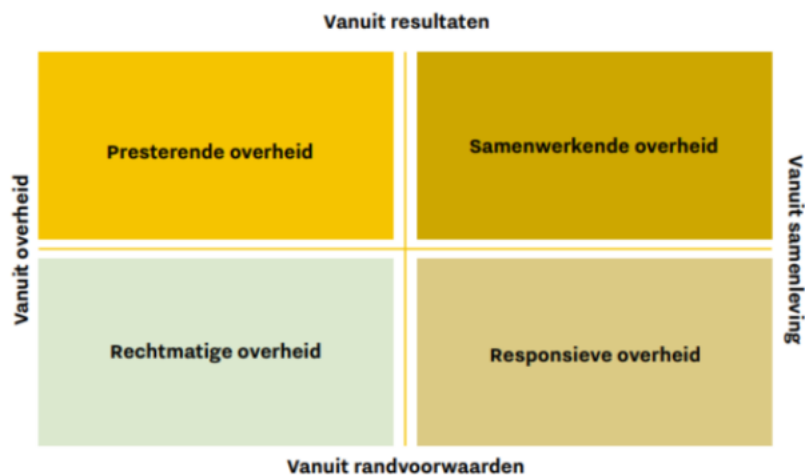 Vanuit resultaten
Presterende overheid
Samenwerkende overheid
Vanuit overheid
Vanuit samenleving
Rechtmatige overheid
Responsieve overheid
Vanuit randvoorwaarden